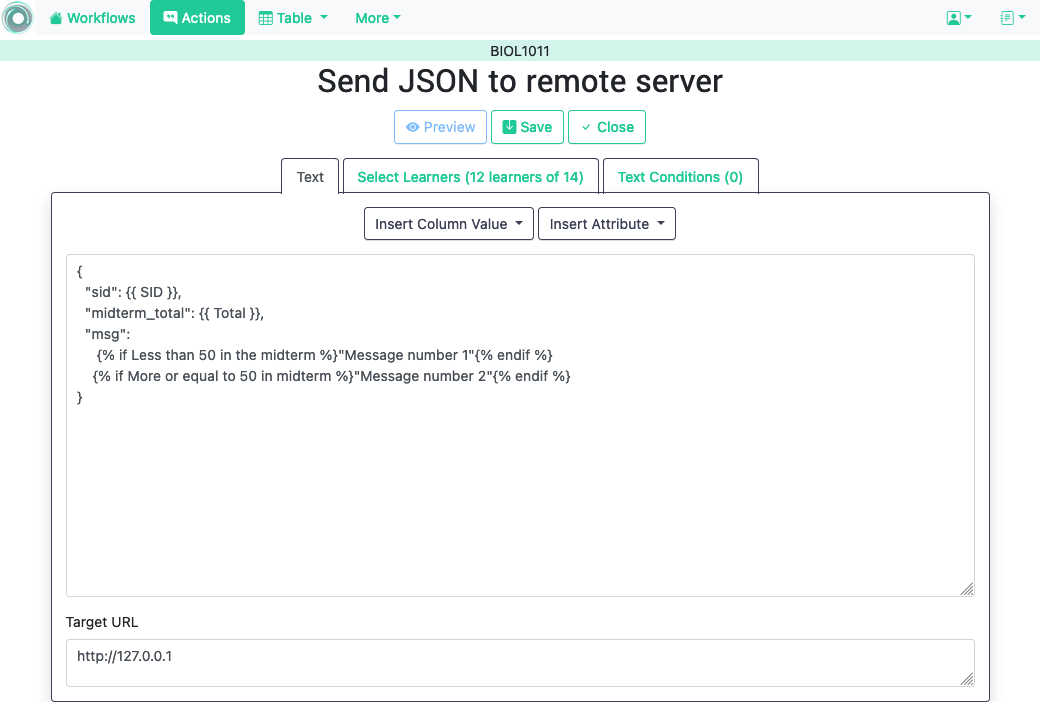 Workflows Actions Table More
BIOL1011
Send JSON to remote server
Preview Save Close
Text Select Learners (12 learners of 14) Text Conditions (0)
Insert Column Value Insert Attribute
{
"sid": {{ SID }},
"midterm_total": {{ Total }},
"msg":
{% if Less than 50 in the midterm %}"Message number 1"{% endif %}
{% if More or equal to 50 in midterm %}"Message number 2"{% endif %}
}
Target URL
http://127.0.0.1